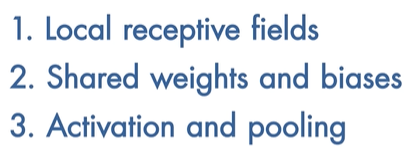 1. Local receptive fields
2. Shared weights and biases
3. Activation and pooling